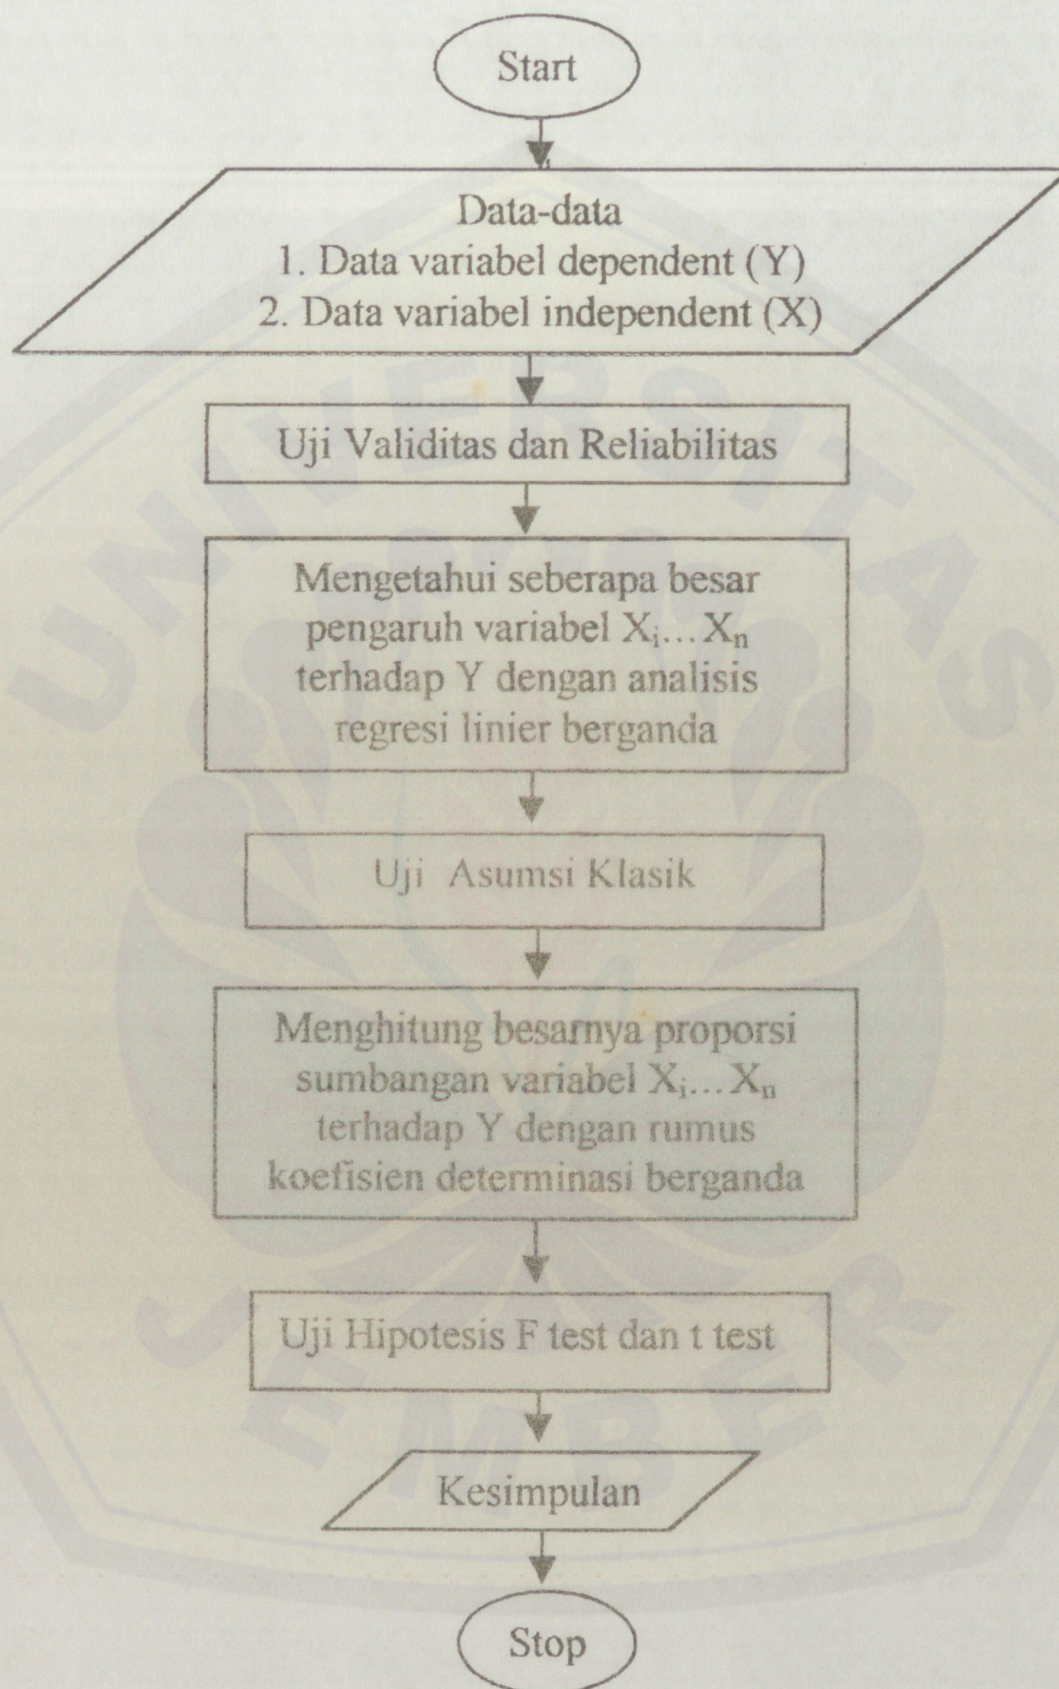 Start
Data-data
1. Data variabel dependent (Y)
2. Data variabel independent (X)
Uji Validitas dan Reliabilitas
Mengetahui seberapa besar
pengaruh variabel Xᵢ...Xₙ
terhadap Y dengan analisis
regresi linier berganda
Uji Asumsi Klasik
Menghitung besarnya proporsi
sumbangan variabel Xᵢ...Xₙ
terhadap Y dengan rumus
koefisien determinasi berganda
Uji Hipotesis F test dan t test
Kesimpulan
Stop
UNIVERSITAS
JEMBER